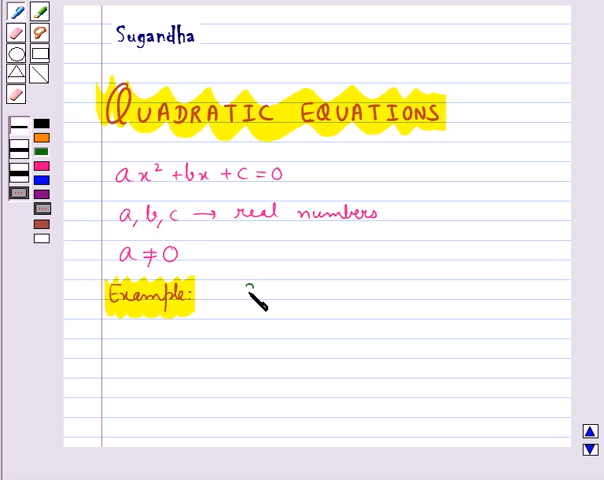 Sugandha
QUADRATIC EQUATIONS
ax² + bx + c = 0
a, b, c → real numbers
a ≠ 0
Example: